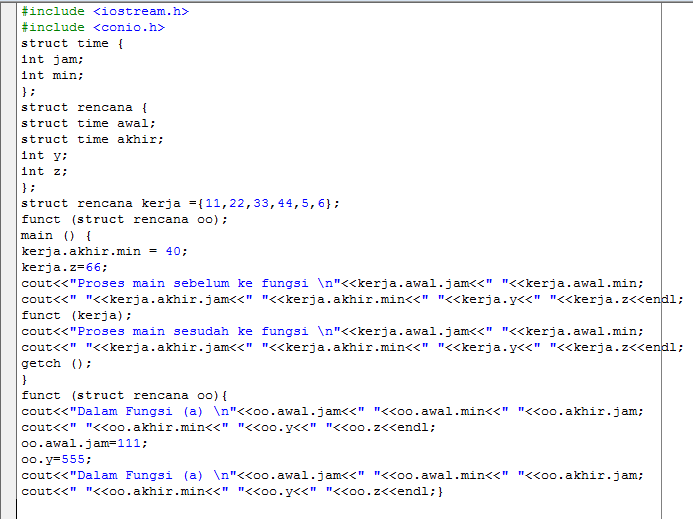 #include <iostream.h>
#include <conio.h>
struct time {
int jam;
int min;
};
struct rencana {
struct time awal;
struct time akhir;
int y;
int z;
};
struct rencana kerja ={11,22,33,44,5,6};
funct (struct rencana oo);
main () {
kerja.akhir.min = 40;
kerja.z=66;
cout<<"Proses main sebelum ke fungsi \n"<<kerja.awal.jam<<" "<<kerja.awal.min;
cout<<" "<<kerja.akhir.jam<<" "<<kerja.akhir.min<<" "<<kerja.y<<" "<<kerja.z<<endl;
funct (kerja);
cout<<"Proses main sesudah ke fungsi \n"<<kerja.awal.jam<<" "<<kerja.awal.min;
cout<<" "<<kerja.akhir.jam<<" "<<kerja.akhir.min<<" "<<kerja.y<<" "<<kerja.z<<endl;
getch ();
}
funct (struct rencana oo){
cout<<"Dalam Fungsi (a) \n"<<oo.awal.jam<<" "<<oo.awal.min<<" "<<oo.akhir.jam;
cout<<" "<<oo.akhir.min<<" "<<oo.y<<" "<<oo.z<<endl;
oo.awal.jam=111;
oo.y=555;
cout<<"Dalam Fungsi (a) \n"<<oo.awal.jam<<" "<<oo.awal.min<<" "<<oo.akhir.jam;
cout<<" "<<oo.akhir.min<<" "<<oo.y<<" "<<oo.z<<endl;}